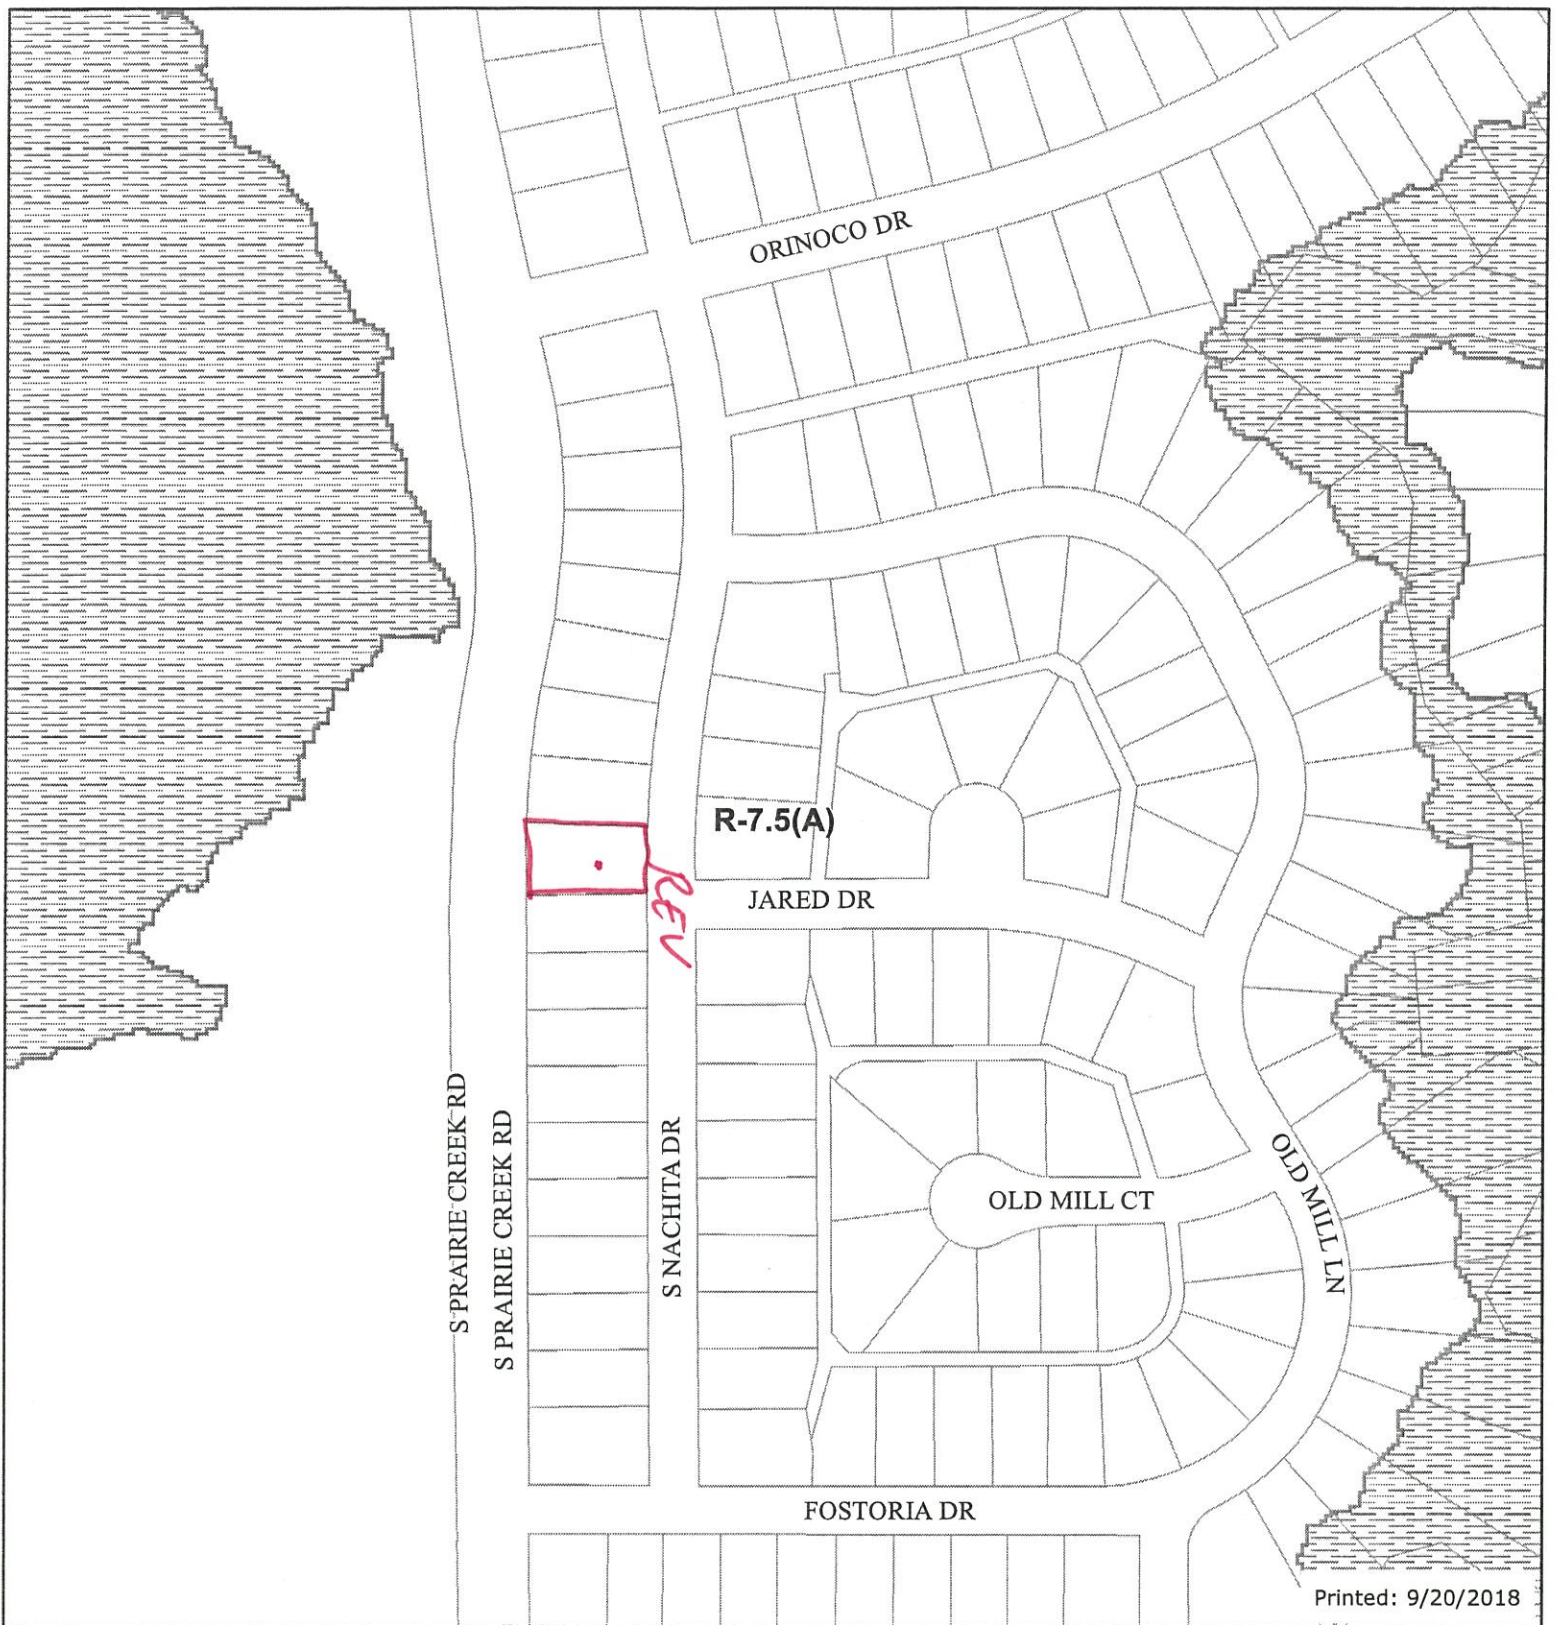 ORINOCO DR
R-7.5(A)
REV
JARED DR
S PRAIRIE CREEK RD
S PRAIRIE CREEK RD
S NACHITA DR
OLD MILL CT
OLD MILL LN
FOSTORIA DR
Printed: 9/20/2018